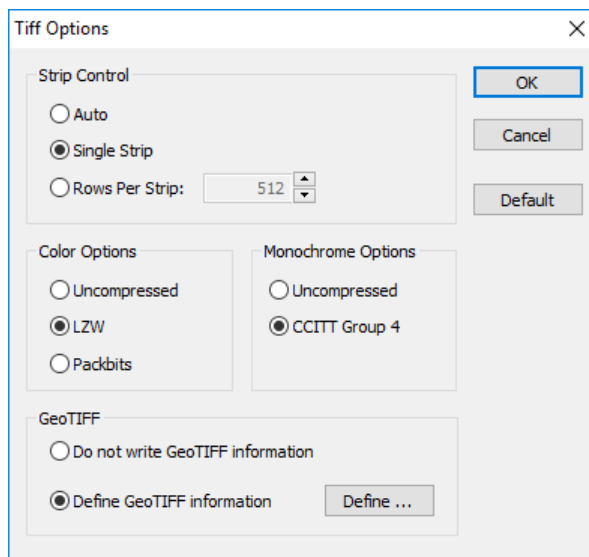 Tiff Options
Strip Control
OK
Auto
Cancel
Single Strip
Rows Per Strip: 512
Default
Color Options
Monochrome Options
Uncompressed
Uncompressed
LZW
CCITT Group 4
Packbits
GeoTIFF
Do not write GeoTIFF information
Define GeoTIFF information
Define ...